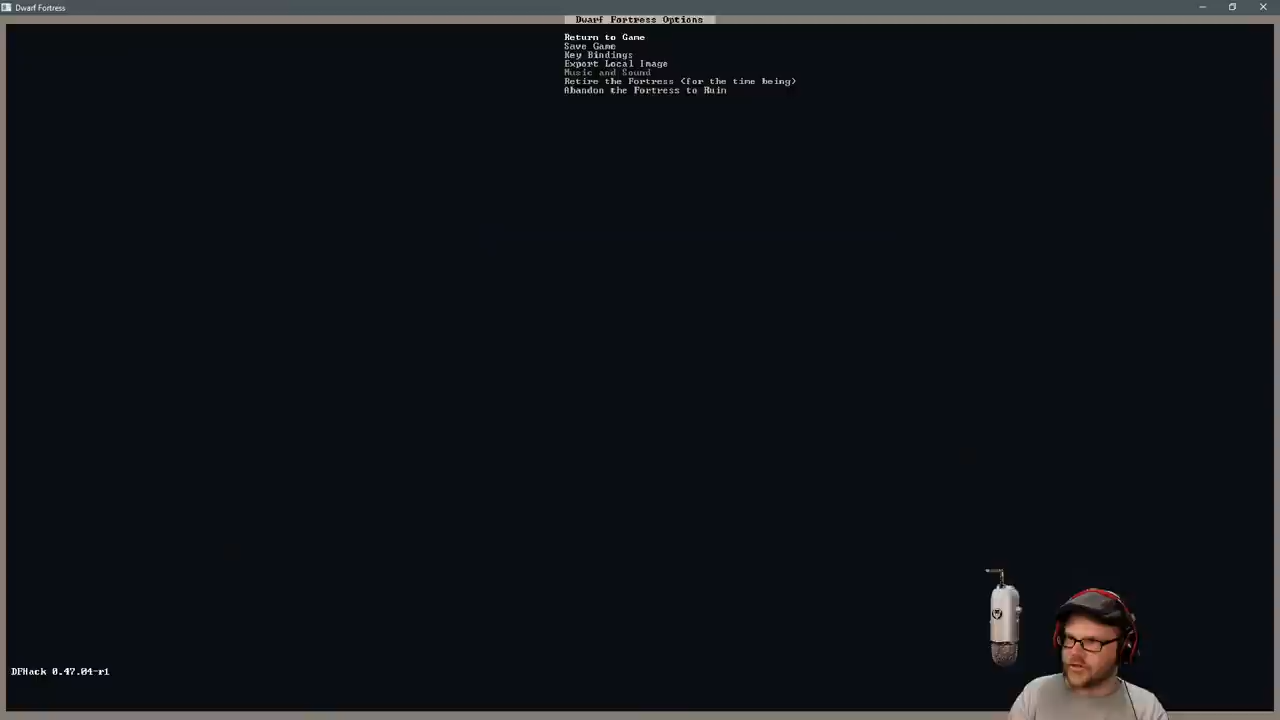 Dwarf Fortress
Dwarf Fortress Options
Return to Game
Save Game
Key Bindings
Export Local Image
Music and Sound
Retire the Fortress (for the time being)
Abandon the Fortress to Ruin
DFHack 0.47.04-r1